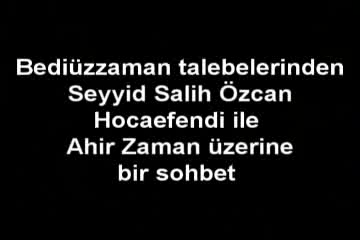 Bediüzzaman talebelerinden
Seyyid Salih Özcan
Hocaefendi ile
Ahir Zaman üzerine
bir sohbet